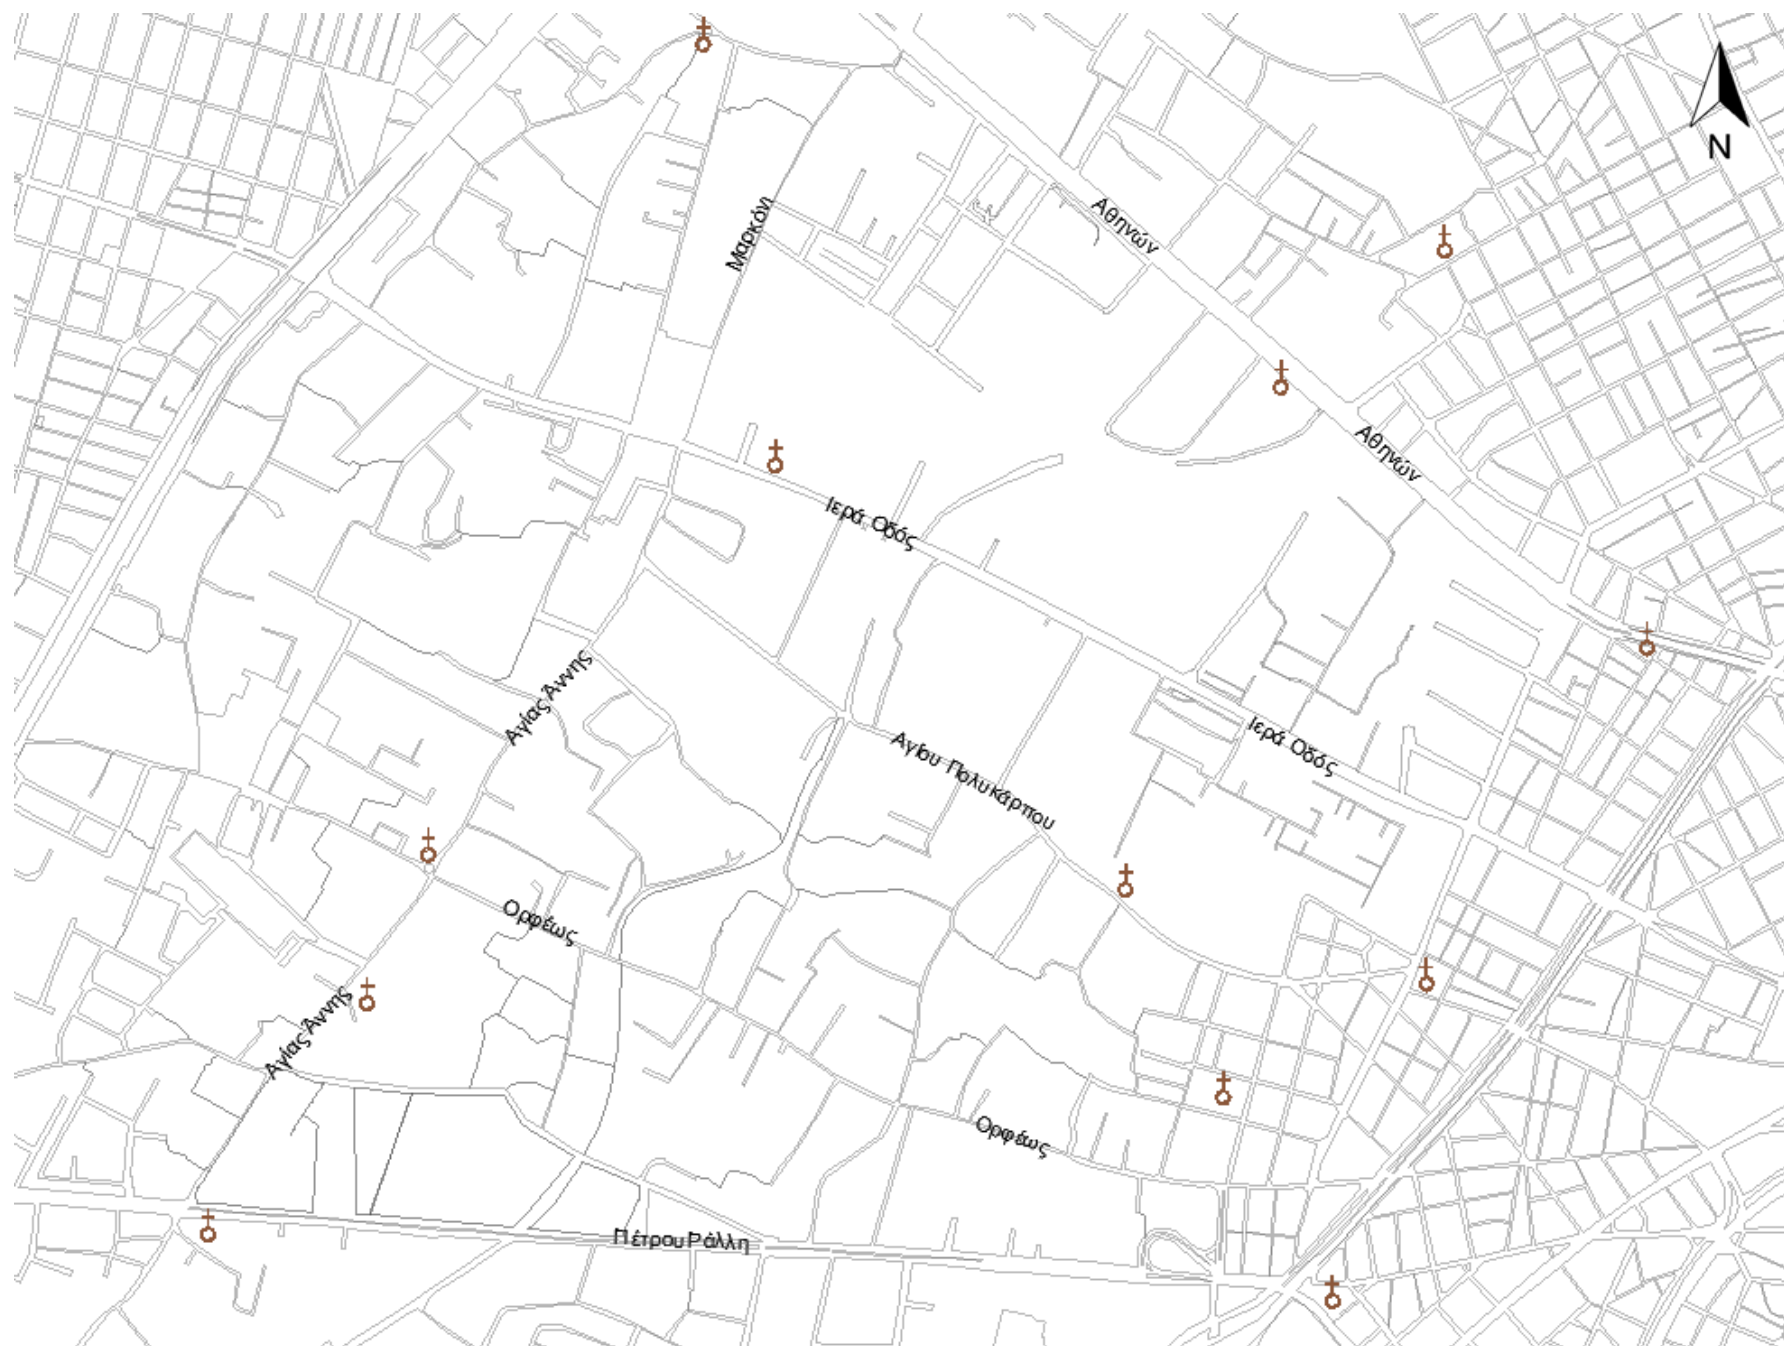 N
Μαρκόνι
Αθηνών
Αθηνών
Ιερά Οδός
Αγίας Άννης
Ιερά Οδός
Αγίου Πολυκάρπου
Ορφέως
Αγίας Άννης
Ορφέως
Πέτρου Ράλλη